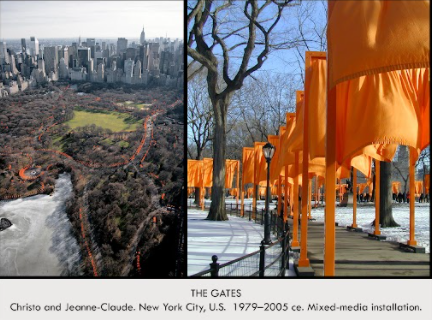 THE GATES
Christo and Jeanne-Claude. New York City, U.S. 1979–2005 ce. Mixed-media installation.